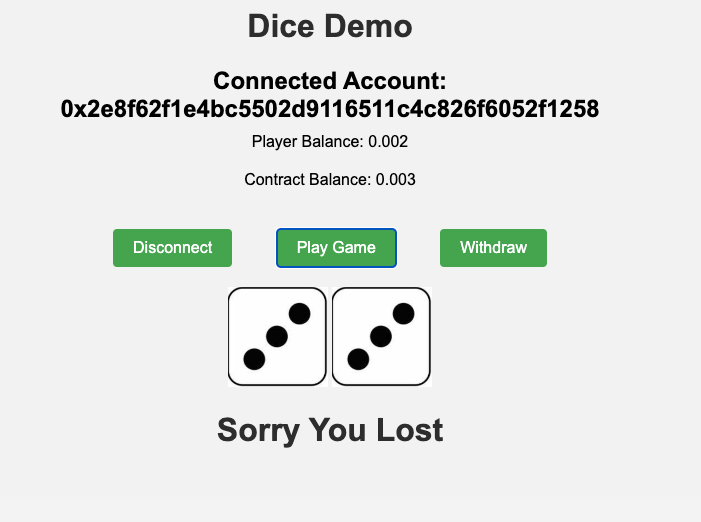 Dice Demo
Connected Account:
0x2e8f62f1e4bc5502d9116511c4c826f6052f1258
Player Balance: 0.002
Contract Balance: 0.003
Disconnect Play Game Withdraw
Sorry You Lost